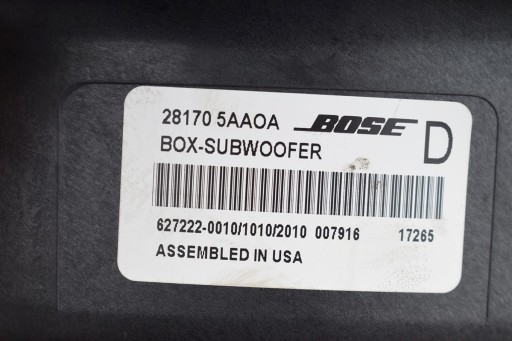 28170 5AA0A BOSE D
BOX-SUBWOOFER
627222-0010/1010/2010 007916 17265
ASSEMBLED IN USA